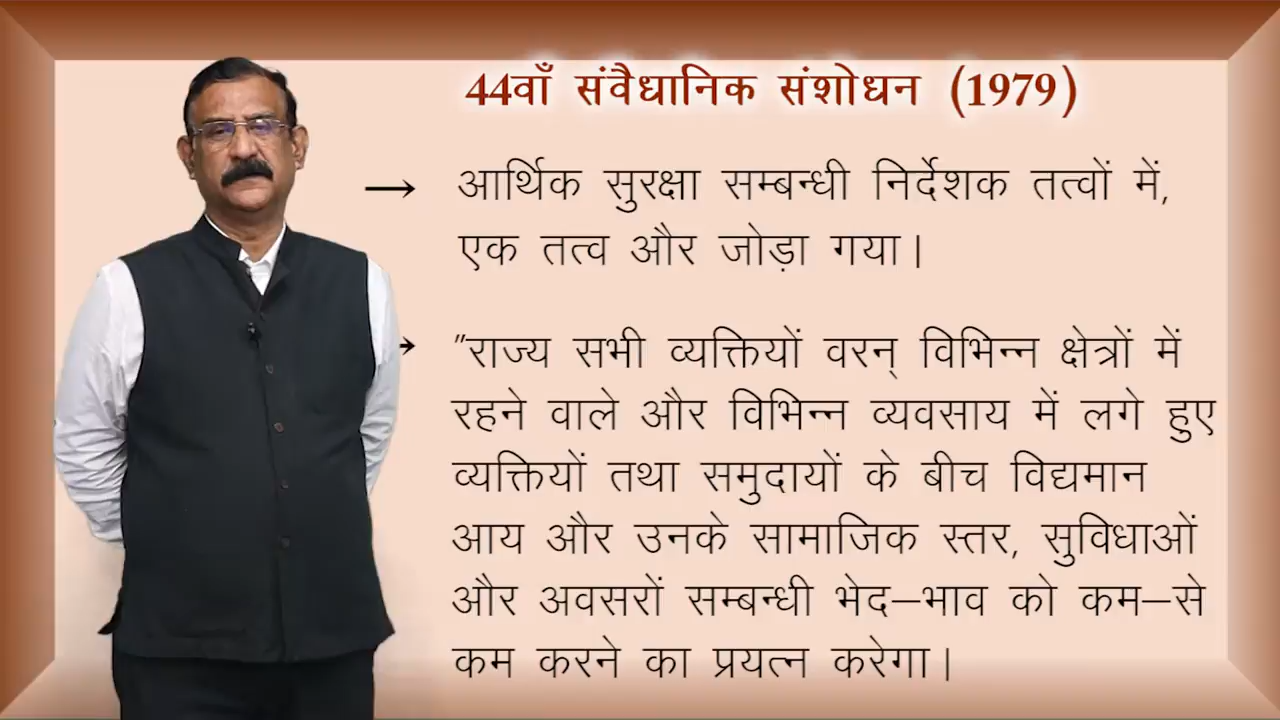 44वाँ संवैधानिक संशोधन (1979)
→ आर्थिक सुरक्षा सम्बन्धी निर्देशक तत्वों में,
एक तत्व और जोड़ा गया।
→ "राज्य सभी व्यक्तियों वरन् विभिन्न क्षेत्रों में
रहने वाले और विभिन्न व्यवसाय में लगे हुए
व्यक्तियों तथा समुदायों के बीच विद्यमान
आय और उनके सामाजिक स्तर, सुविधाओं
और अवसरों सम्बन्धी भेद–भाव को कम–से
कम करने का प्रयत्न करेगा।